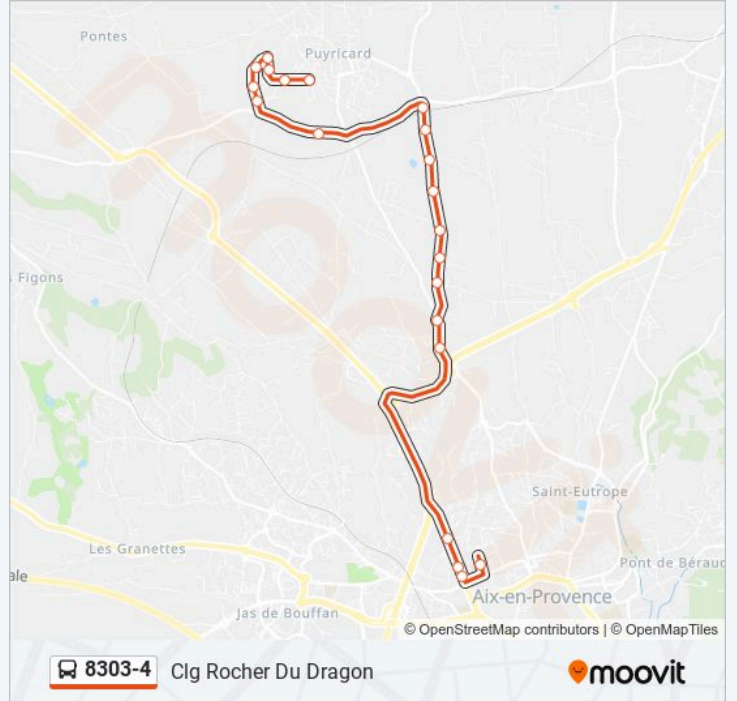 Pontes
Puyricard
Figons
Saint-Eutrope
Les Granettes
Pont de Béraud
ale
Aix-en-Provence
Jas de Bouffan
© OpenStreetMap contributors | © OpenMapTiles
8303-4 Clg Rocher Du Dragon
moovit